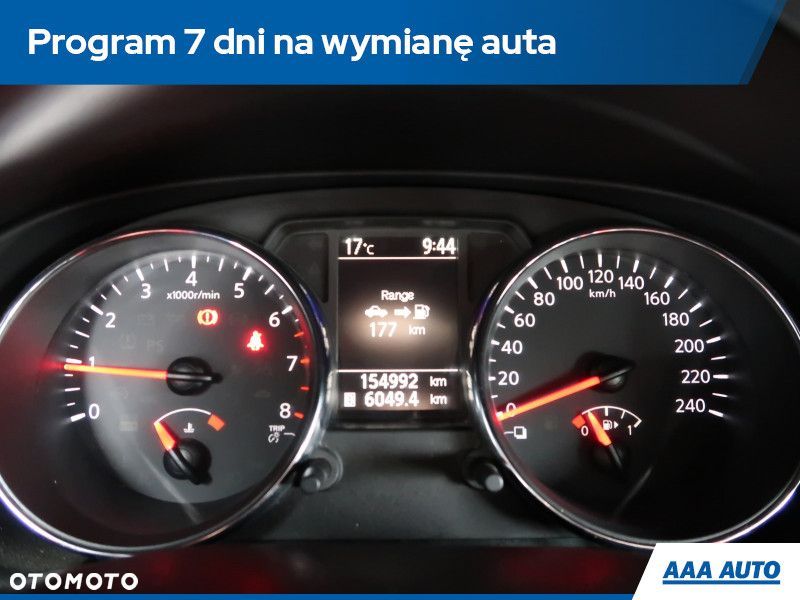 Program 7 dni na wymianę auta
17°C 9:44
Range
177 km
154992 km
B 6049.4 km
0 1 2 3 4 5 6 7 8
x1000r/min
TRIP
0 20 40 60 80 100 120 140 160 180 200 220 240
km/h
0 1
OTOMOTO
AAA AUTO